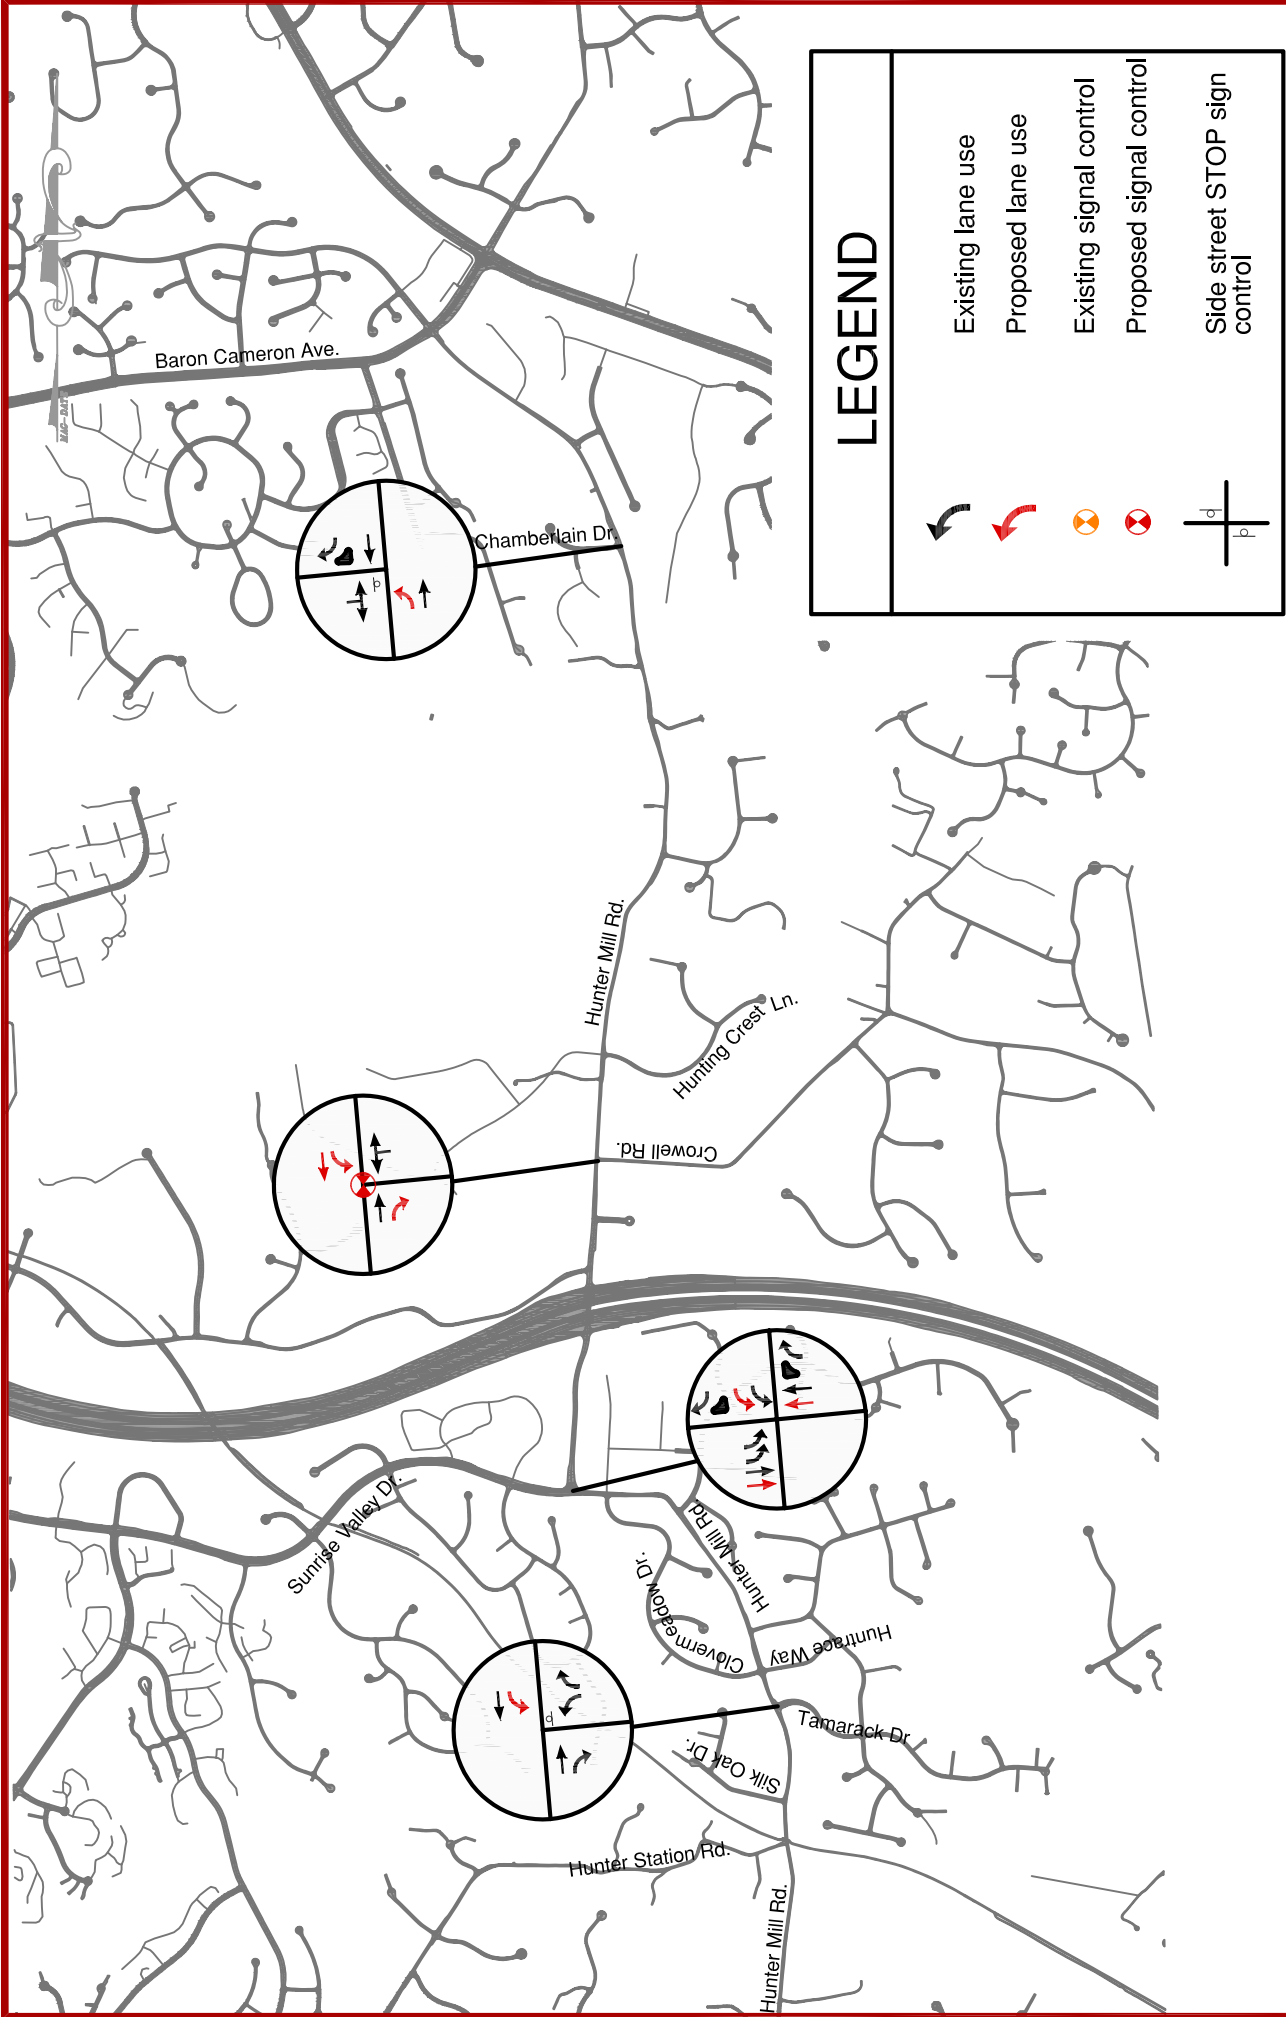 LEGEND
Existing lane use
Proposed lane use
Existing signal control
Proposed signal control
Side street STOP sign
control
Baron Cameron Ave.
Chamberlain Dr.
Hunter Mill Rd.
Hunting Crest Ln.
Crowell Rd.
Sunrise Valley Dr.
Hunter Mill Rd.
Clovermeadow Dr.
Huntrace Way
Tamarack Dr
Silk Oak Dr.
Hunter Station Rd.
Hunter Mill Rd.